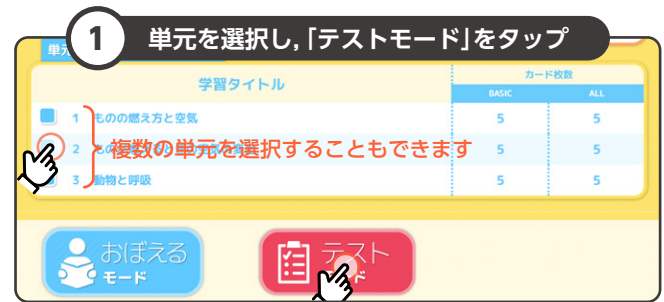 1 単元を選択し,「テストモード」をタップ
単元
学習タイトル
カード枚数
BASIC ALL
1 ものの燃え方と空気 5 5
複数の単元を選択することもできます
2 5 5
3 動物と呼吸 5 5
おぼえる
モード
テスト